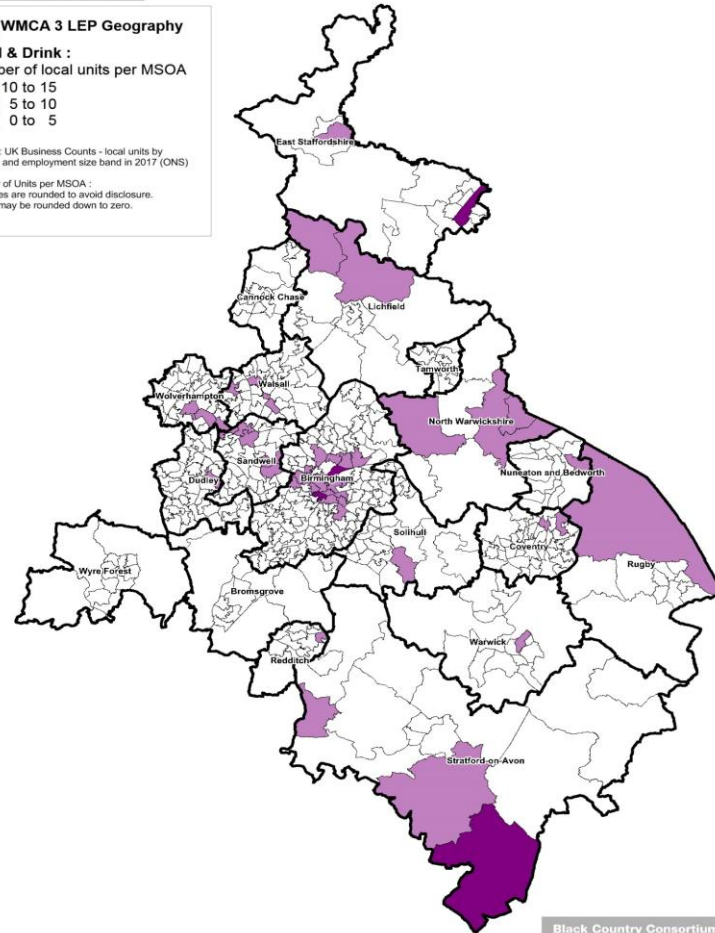 WMCA 3 LEP Geography
& Drink :
of local units per MSOA
10 to 15
5 to 10
0 to 5
UK Business Counts - local units by
and employment size band in 2017 (ONS)
of Units per MSOA :
are rounded to avoid disclosure.
may be rounded down to zero.
East Staffordshire
Cannock Chase
Lichfield
Tamworth
Wolverhampton
Walsall
North Warwickshire
Sandwell
Dudley
Birmingham
Nuneaton and Bedworth
Solihull
Coventry
Rugby
Wyre Forest
Bromsgrove
Redditch
Warwick
Stratford-on-Avon
Black Country Consortium